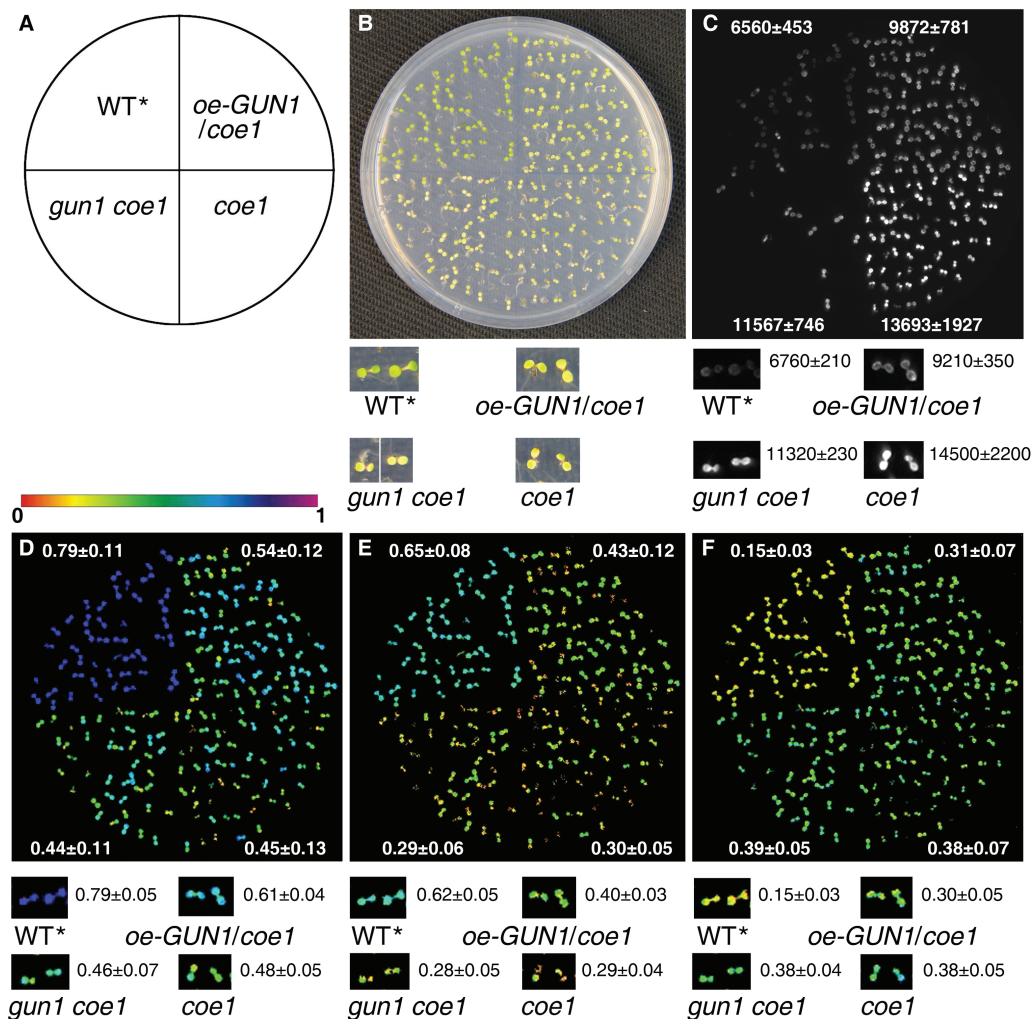 A
WT*
oe-GUN1
/coe1
gun1 coe1
coe1
0
1
B
WT*
oe-GUN1/coe1
gun1 coe1
coe1
C
6560±453
9872±781
11567±746
13693±1927
6760±210
9210±350
WT*
oe-GUN1/coe1
11320±230
14500±2200
gun1 coe1
coe1
D
0.79±0.11
0.54±0.12
0.44±0.11
0.45±0.13
0.79±0.05
0.61±0.04
WT*
oe-GUN1/coe1
0.46±0.07
0.48±0.05
gun1 coe1
coe1
E
0.65±0.08
0.43±0.12
0.29±0.06
0.30±0.05
0.62±0.05
0.40±0.03
WT*
oe-GUN1/coe1
0.28±0.05
0.29±0.04
gun1 coe1
coe1
F
0.15±0.03
0.31±0.07
0.39±0.05
0.38±0.07
0.15±0.03
0.30±0.05
WT*
oe-GUN1/coe1
0.38±0.04
0.38±0.05
gun1 coe1
coe1